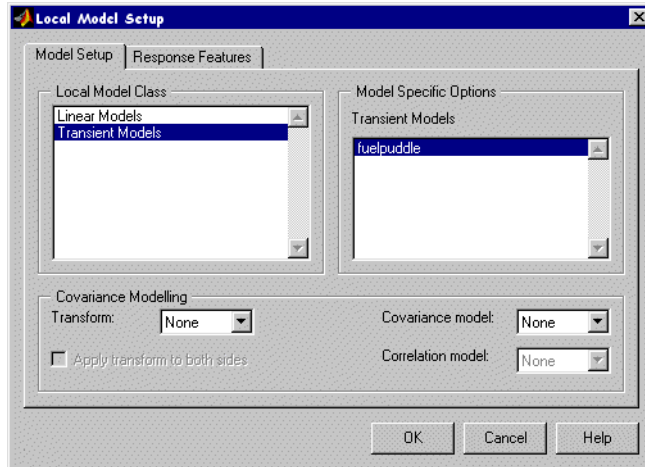 Local Model Setup
Model Setup
Response Features
Local Model Class
Linear Models
Transient Models
Model Specific Options
Transient Models
fuelpuddle
Covariance Modelling
Transform: None
Covariance model: None
Apply transform to both sides
Correlation model: None
OK
Cancel
Help